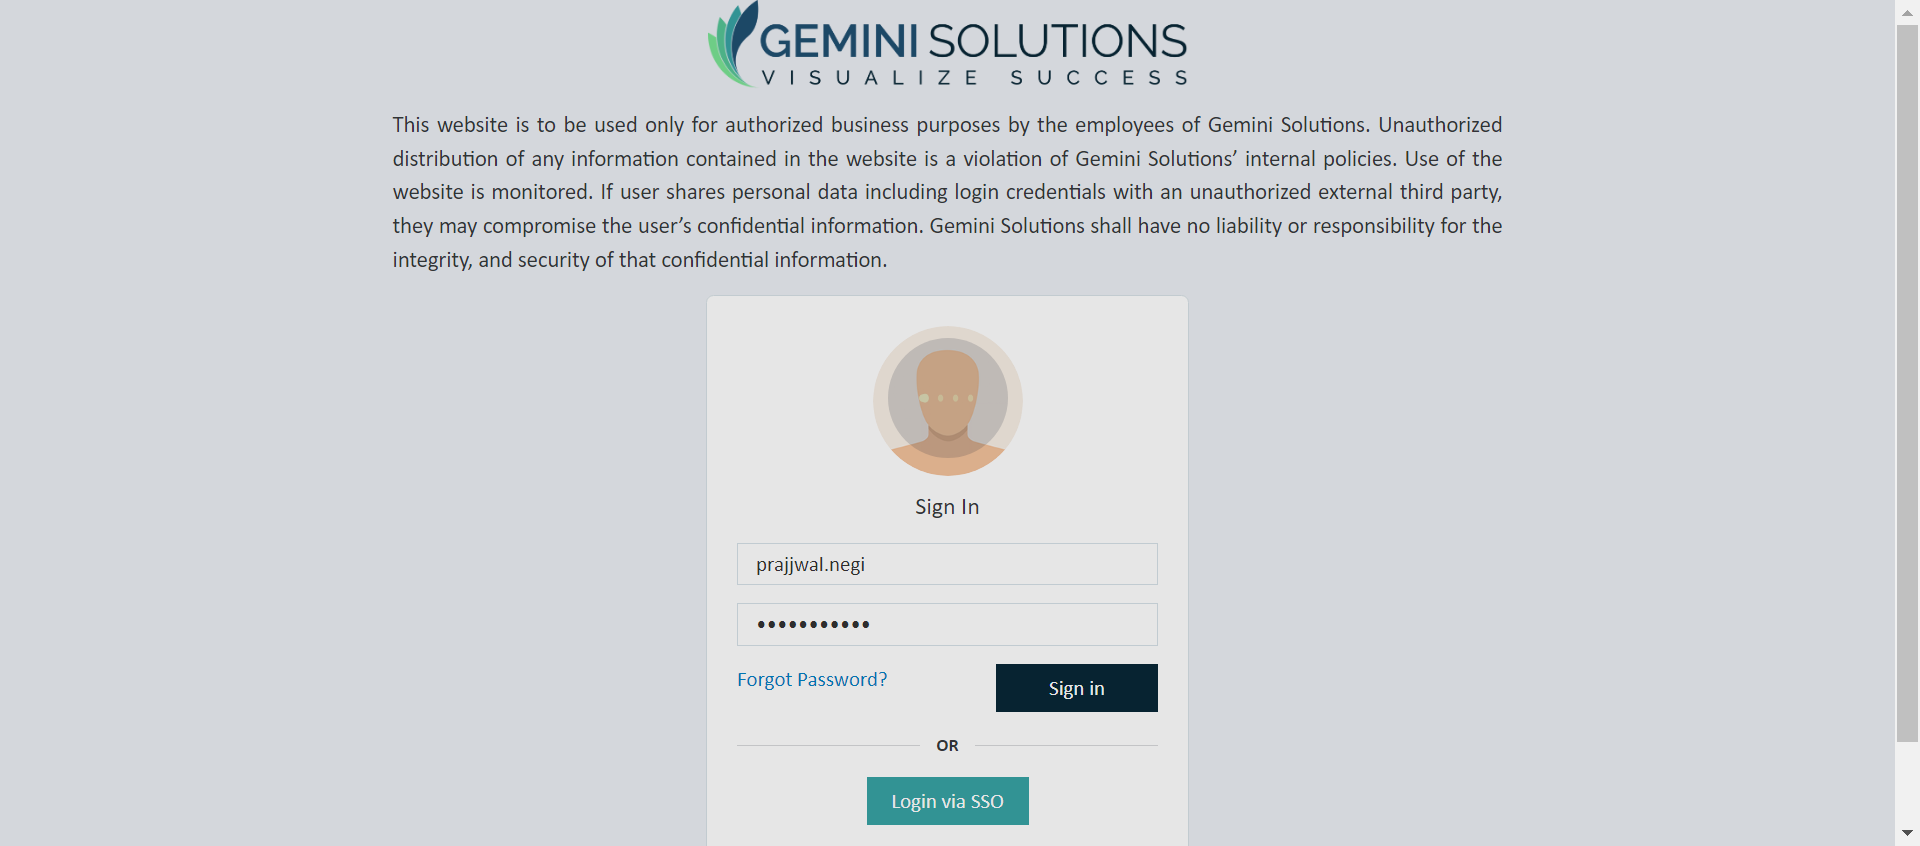 GEMINI SOLUTIONS
VISUALIZE SUCCESS
This website is to be used only for authorized business purposes by the employees of Gemini Solutions. Unauthorized
distribution of any information contained in the website is a violation of Gemini Solutions’ internal policies. Use of the
website is monitored. If user shares personal data including login credentials with an unauthorized external third party,
they may compromise the user’s confidential information. Gemini Solutions shall have no liability or responsibility for the
integrity, and security of that confidential information.
Sign In
prajjwal.negi
•••••••••••
Forgot Password?
Sign in
OR
Login via SSO